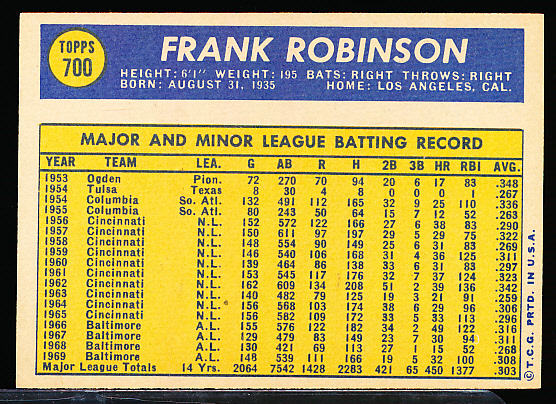 TOPPS
700
FRANK ROBINSON
HEIGHT: 6'1" WEIGHT: 195 BATS: RIGHT THROWS: RIGHT
BORN: AUGUST 31, 1935 HOME: LOS ANGELES, CAL.
MAJOR AND MINOR LEAGUE BATTING RECORD
YEAR TEAM LEA. G AB R H 2B 3B HR RBI AVG.
1953 Ogden Pion. 72 270 70 94 20 6 17 83 .348
1954 Tulsa Texas 8 30 4 8 0 0 0 1 .267
1954 Columbia So. Atl. 132 491 112 165 32 9 25 110 .336
1955 Columbia So. Atl. 80 243 50 64 15 7 12 52 .263
1956 Cincinnati N.L. 152 572 122 166 27 6 38 83 .290
1957 Cincinnati N.L. 150 611 97 197 29 5 29 75 .322
1958 Cincinnati N.L. 148 554 90 149 25 6 31 83 .269
1959 Cincinnati N.L. 146 540 106 168 31 4 36 125 .311
1960 Cincinnati N.L. 139 464 86 138 33 6 31 83 .297
1961 Cincinnati N.L. 153 545 117 176 32 7 37 124 .323
1962 Cincinnati N.L. 162 609 134 208 51 2 39 136 .342
1963 Cincinnati N.L. 140 482 79 125 19 3 21 91 .259
1964 Cincinnati N.L. 156 568 103 174 38 6 29 96 .306
1965 Cincinnati N.L. 156 582 109 172 33 5 33 113 .296
1966 Baltimore A.L. 155 576 122 182 34 2 49 122 .316
1967 Baltimore A.L. 129 479 83 149 23 7 30 94 .311
1968 Baltimore A.L. 130 421 69 113 27 1 15 52 .268
1969 Baltimore A.L. 148 539 111 166 19 5 32 100 .308
Major League Totals 14 Yrs. 2064 7542 1428 2283 421 65 450 1377 .303
© T.C.G. PRTD. IN U.S.A.